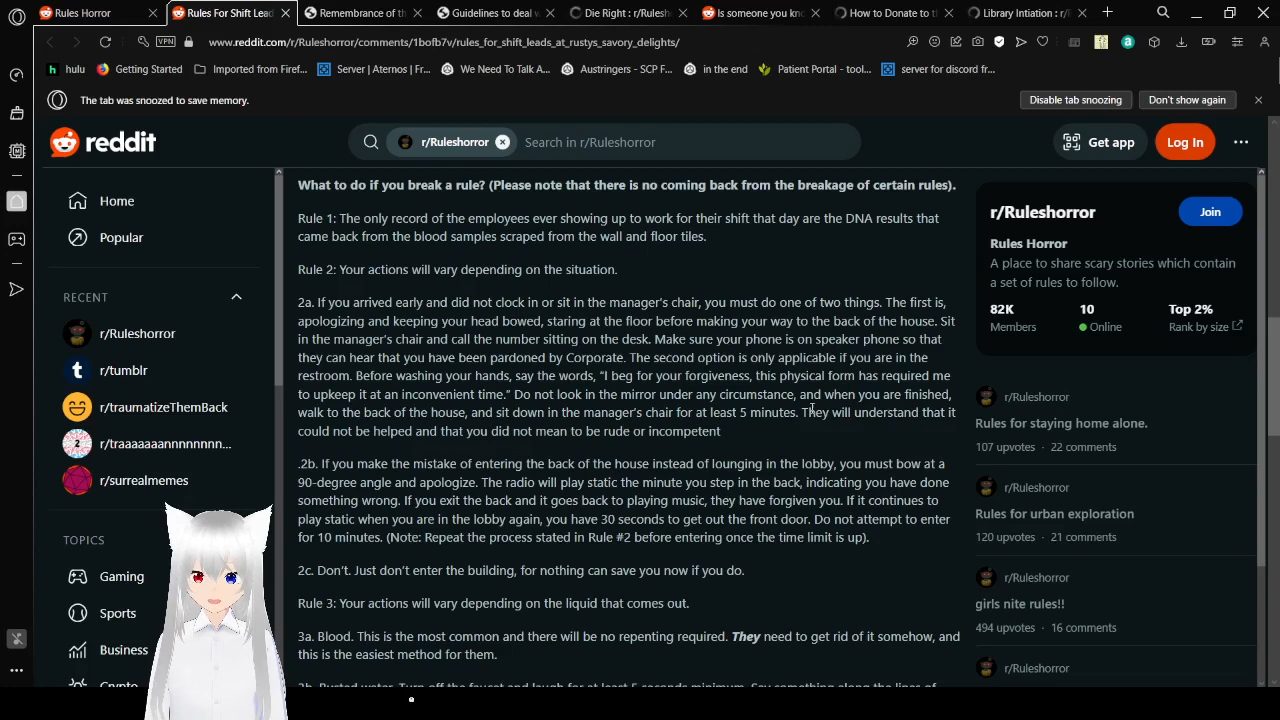 Rules Horror
Rules For Shift Lead
Remembrance of th
Guidelines to deal w
Die Right : r/Rulesh
Is someone you kno
How to Donate to th
Library Intiation : r/
VPN
www.reddit.com/r/Ruleshorror/comments/1bofb7v/rules_for_shift_leads_at_rustys_savory_delights/
hulu
Getting Started
Imported from Firef...
Server | Aternos | Fr...
We Need To Talk A...
Austringers - SCP F...
in the end
Patient Portal - tool...
server for discord fr...
The tab was snoozed to save memory.
Disable tab snoozing
Don't show again
reddit
r/Ruleshorror
Search in r/Ruleshorror
Get app
Log In
Home
Popular
RECENT
r/Ruleshorror
r/tumblr
r/traumatizeThemBack
r/traaaaaaannnnnnnn...
r/surrealmemes
TOPICS
Gaming
Sports
Business
What to do if you break a rule? (Please note that there is no coming back from the breakage of certain rules).
Rule 1: The only record of the employees ever showing up to work for their shift that day are the DNA results that
came back from the blood samples scraped from the wall and floor tiles.
Rule 2: Your actions will vary depending on the situation.
2a. If you arrived early and did not clock in or sit in the manager's chair, you must do one of two things. The first is,
apologizing and keeping your head bowed, staring at the floor before making your way to the back of the house. Sit
in the manager's chair and call the number sitting on the desk. Make sure your phone is on speaker phone so that
they can hear that you have been pardoned by Corporate. The second option is only applicable if you are in the
restroom. Before washing your hands, say the words, "I beg for your forgiveness, this physical form has required me
to upkeep it at an inconvenient time." Do not look in the mirror under any circumstance, and when you are finished,
walk to the back of the house, and sit down in the manager's chair for at least 5 minutes. They will understand that it
could not be helped and that you did not mean to be rude or incompetent
.2b. If you make the mistake of entering the back of the house instead of lounging in the lobby, you must bow at a
90-degree angle and apologize. The radio will play static the minute you step in the back, indicating you have done
something wrong. If you exit the back and it goes back to playing music, they have forgiven you. If it continues to
play static when you are in the lobby again, you have 30 seconds to get out the front door. Do not attempt to enter
for 10 minutes. (Note: Repeat the process stated in Rule #2 before entering once the time limit is up).
2c. Don't. Just don't enter the building, for nothing can save you now if you do.
Rule 3: Your actions will vary depending on the liquid that comes out.
3a. Blood. This is the most common and there will be no repenting required. They need to get rid of it somehow, and
this is the easiest method for them.
r/Ruleshorror
Join
Rules Horror
A place to share scary stories which contain
a set of rules to follow.
82K
10
Top 2%
Members
Online
Rank by size
r/Ruleshorror
Rules for staying home alone.
107 upvotes · 22 comments
r/Ruleshorror
Rules for urban exploration
120 upvotes · 21 comments
r/Ruleshorror
girls nite rules!!
494 upvotes · 16 comments
r/Ruleshorror